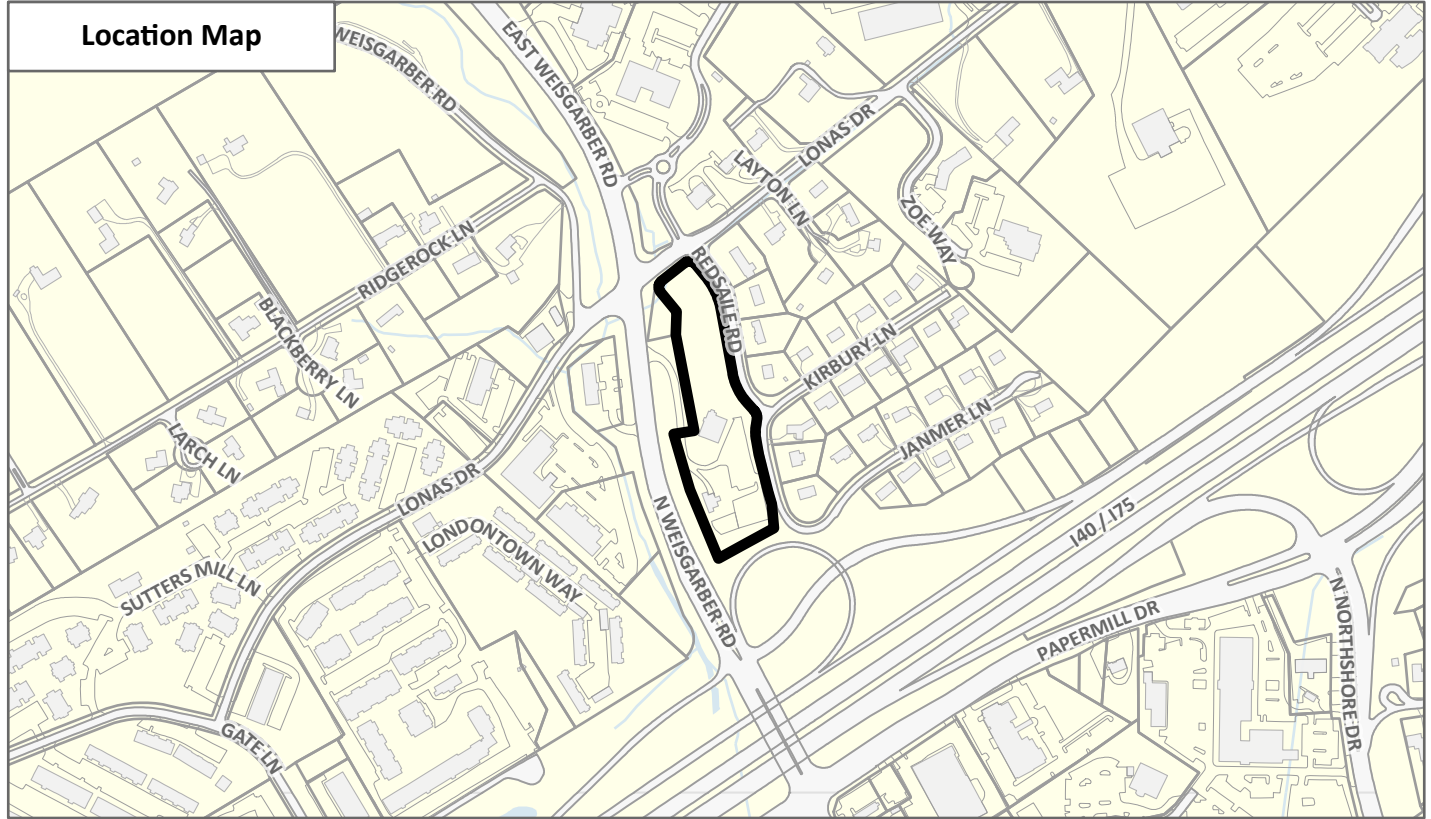 Location Map
WEISGARBER RD
EAST WEISGARBER RD
LONAS DR
LAYTON LN
ZOE WAY
RIDGEROCK LN
REDSAILE RD
BLACKBERRY LN
KIRBURY LN
JANMER LN
LARCH LN
LONAS DR
N WEISGARBER RD
I40 / I75
LONDONTOWN WAY
SUTTERS MILL LN
PAPERMILL DR
N NORTHSHORE DR
GATE LN